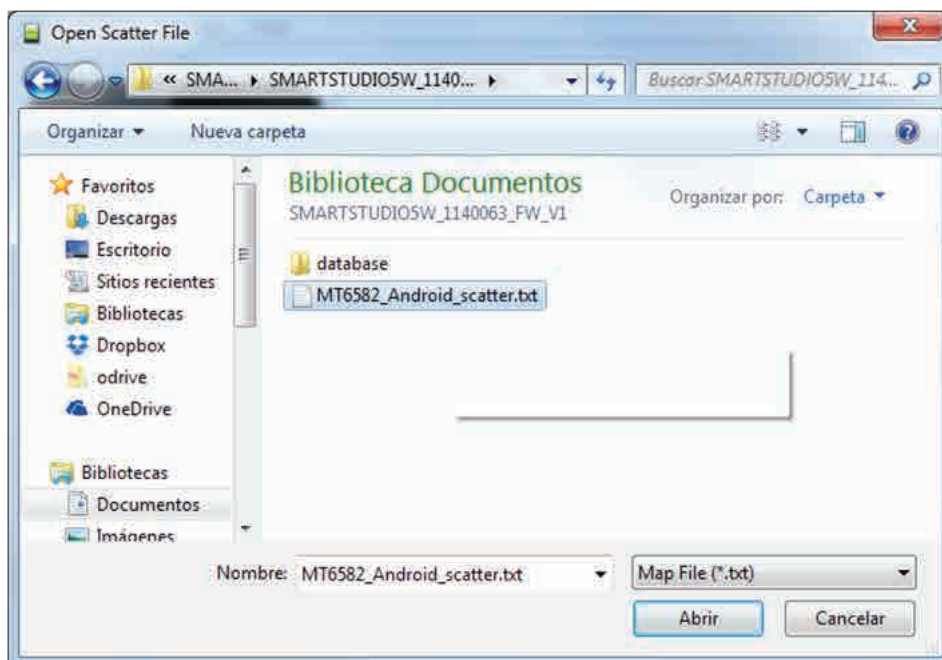 Open Scatter File
« SMA... ▸ SMARTSTUDIO5W_1140... ▸
Buscar SMARTSTUDIO5W_114...
Organizar Nueva carpeta
Favoritos
Descargas
Escritorio
Sitios recientes
Bibliotecas
Dropbox
odrive
OneDrive
Bibliotecas
Documentos
Imágenes
Biblioteca Documentos
SMARTSTUDIO5W_1140063_FW_V1
Organizar por: Carpeta
database
MT6582_Android_scatter.txt
Nombre: MT6582_Android_scatter.txt
Map File (*.txt)
Abrir Cancelar